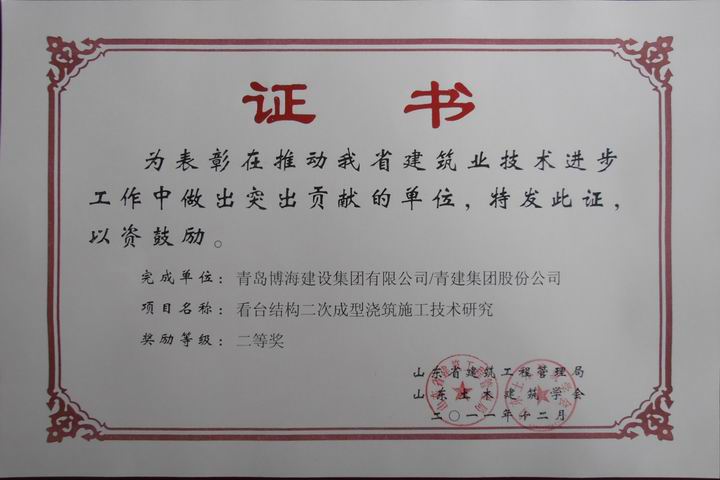 证书
为表彰在推动我省建筑业技术进步
工作中做出突出贡献的单位，特发此证，
以资鼓励。
完成单位：青岛博海建设集团有限公司/青建集团股份公司
项目名称：看台结构二次成型浇筑施工技术研究
奖励等级：二等奖
山东省建筑工程管理局
山东土木建筑学会
二〇一一年十二月